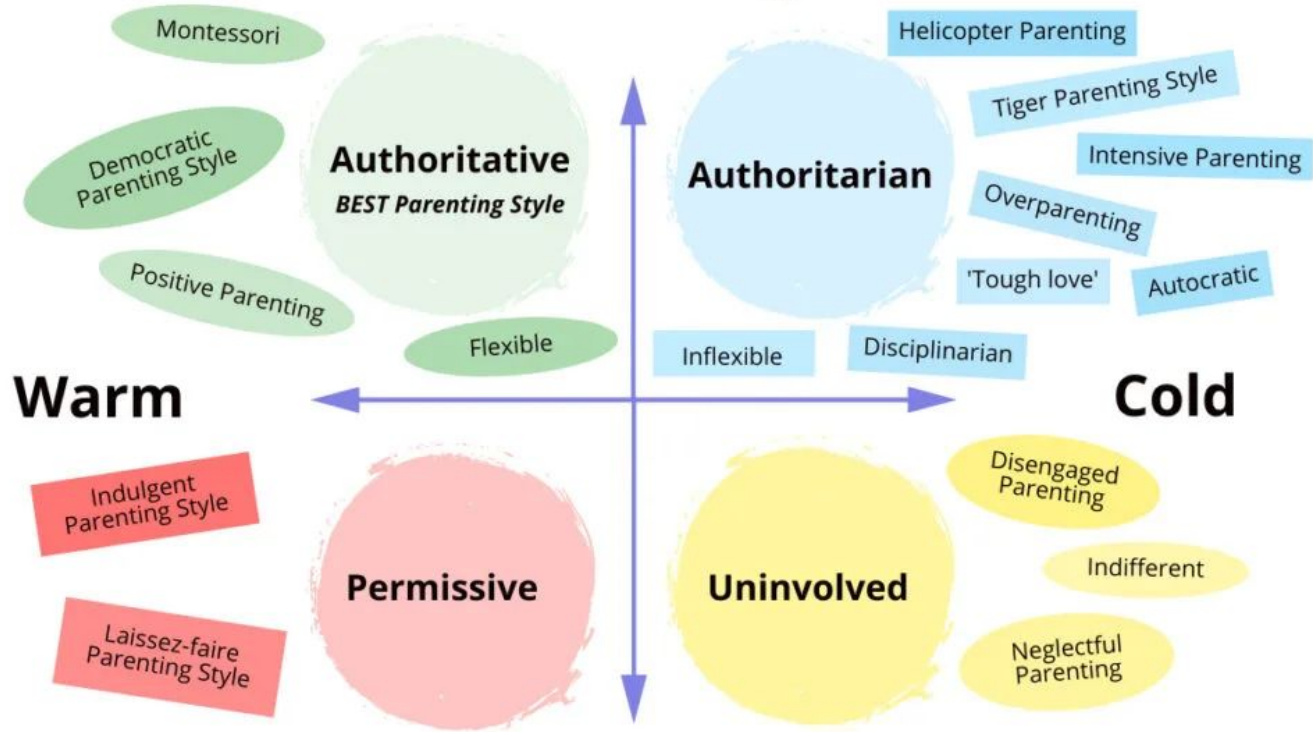 Montessori
Democratic
Parenting Style
Positive Parenting
Flexible
Authoritative
BEST Parenting Style
Authoritarian
Helicopter Parenting
Tiger Parenting Style
Intensive Parenting
Overparenting
'Tough love'
Autocratic
Inflexible
Disciplinarian
Warm
Cold
Indulgent
Parenting Style
Laissez-faire
Parenting Style
Permissive
Uninvolved
Disengaged
Parenting
Indifferent
Neglectful
Parenting